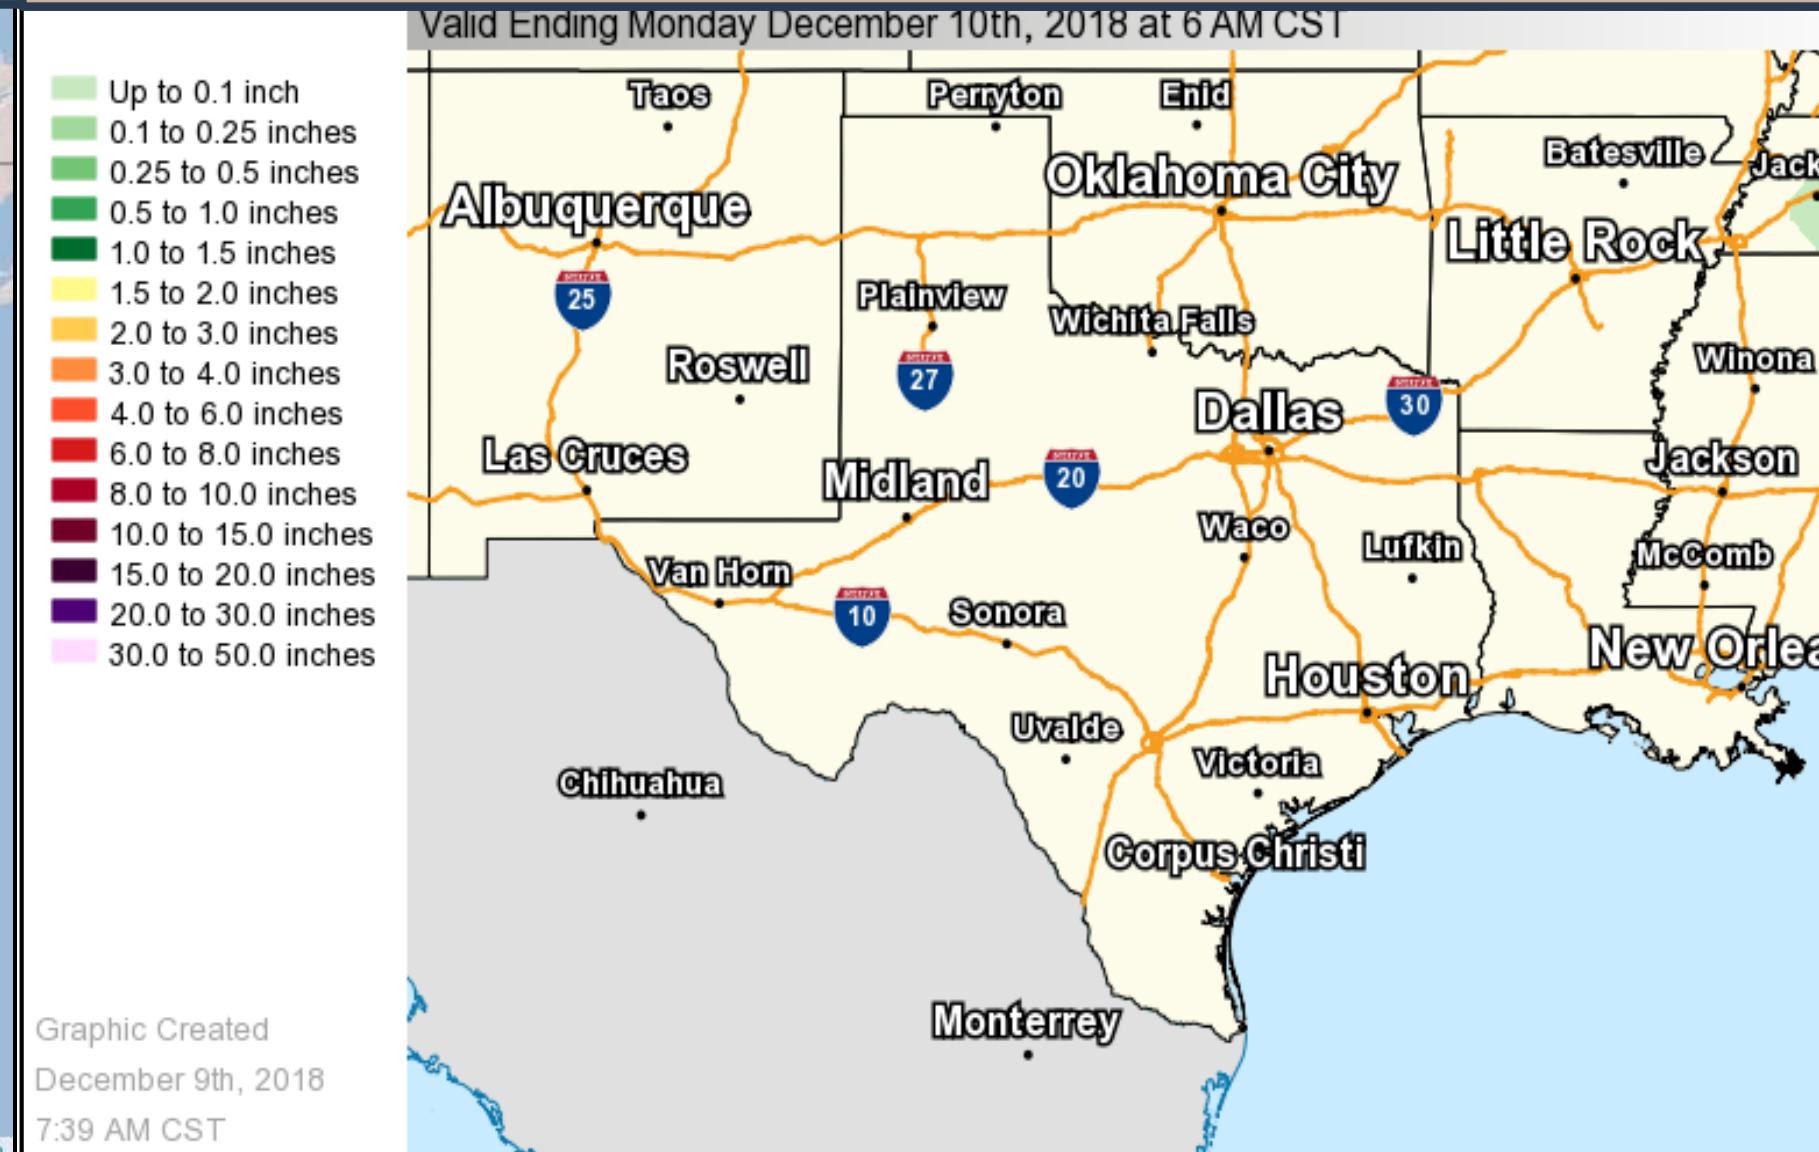 Valid Ending Monday December 10th, 2018 at 6 AM CST
Up to 0.1 inch
0.1 to 0.25 inches
0.25 to 0.5 inches
0.5 to 1.0 inches
1.0 to 1.5 inches
1.5 to 2.0 inches
2.0 to 3.0 inches
3.0 to 4.0 inches
4.0 to 6.0 inches
6.0 to 8.0 inches
8.0 to 10.0 inches
10.0 to 15.0 inches
15.0 to 20.0 inches
20.0 to 30.0 inches
30.0 to 50.0 inches
Graphic Created
December 9th, 2018
7:39 AM CST
Taos
Perryton
Enid
Batesville
Jack
Oklahoma City
Albuquerque
Little Rock
25
Plainview
Wichita Falls
Winona
Roswell
27
30
Dallas
Las Cruces
Midland
20
Jackson
Waco
Lufkin
McComb
Van Horn
10
Sonora
New Orlea
Houston
Uvalde
Victoria
Chihuahua
Corpus Christi
Monterrey